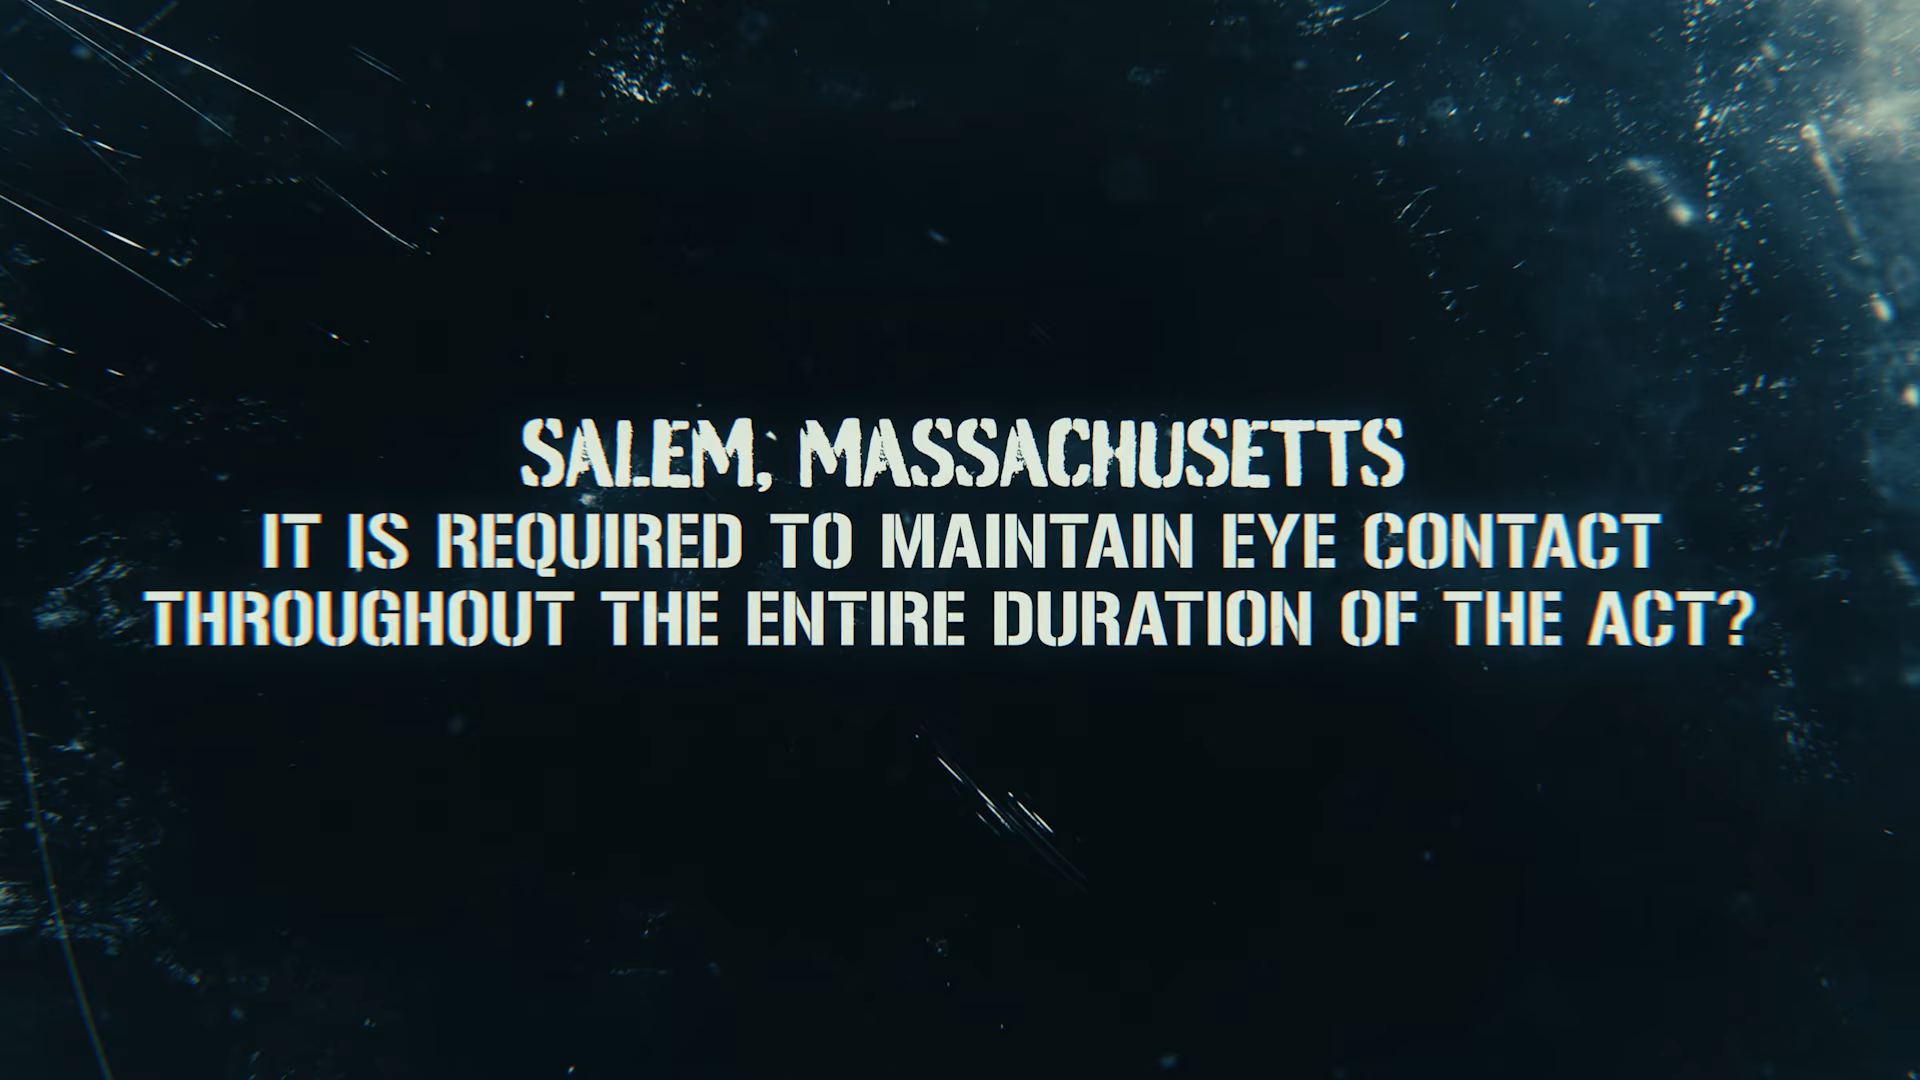 SALEM, MASSACHUSETTS
IT IS REQUIRED TO MAINTAIN EYE CONTACT
THROUGHOUT THE ENTIRE DURATION OF THE ACT?